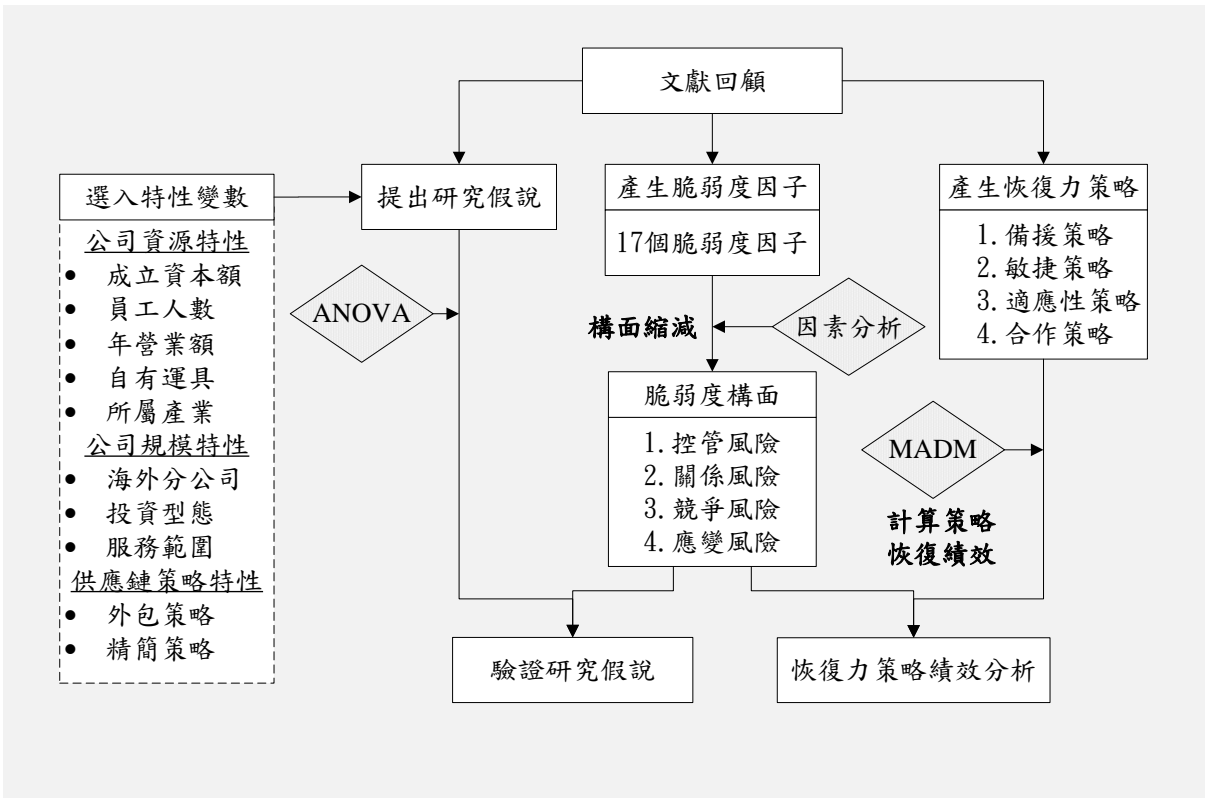 文獻回顧
選入特性變數
公司資源特性
• 成立資本額
• 員工人數
• 年營業額
• 自有運具
• 所屬產業
公司規模特性
• 海外分公司
• 投資型態
• 服務範圍
供應鏈策略特性
• 外包策略
• 精簡策略
提出研究假說
ANOVA
產生脆弱度因子
17個脆弱度因子
構面縮減
因素分析
脆弱度構面
1.控管風險
2.關係風險
3.競爭風險
4.應變風險
產生恢復力策略
1.備援策略
2.敏捷策略
3.適應性策略
4.合作策略
MADM
計算策略
恢復績效
驗證研究假說
恢復力策略績效分析